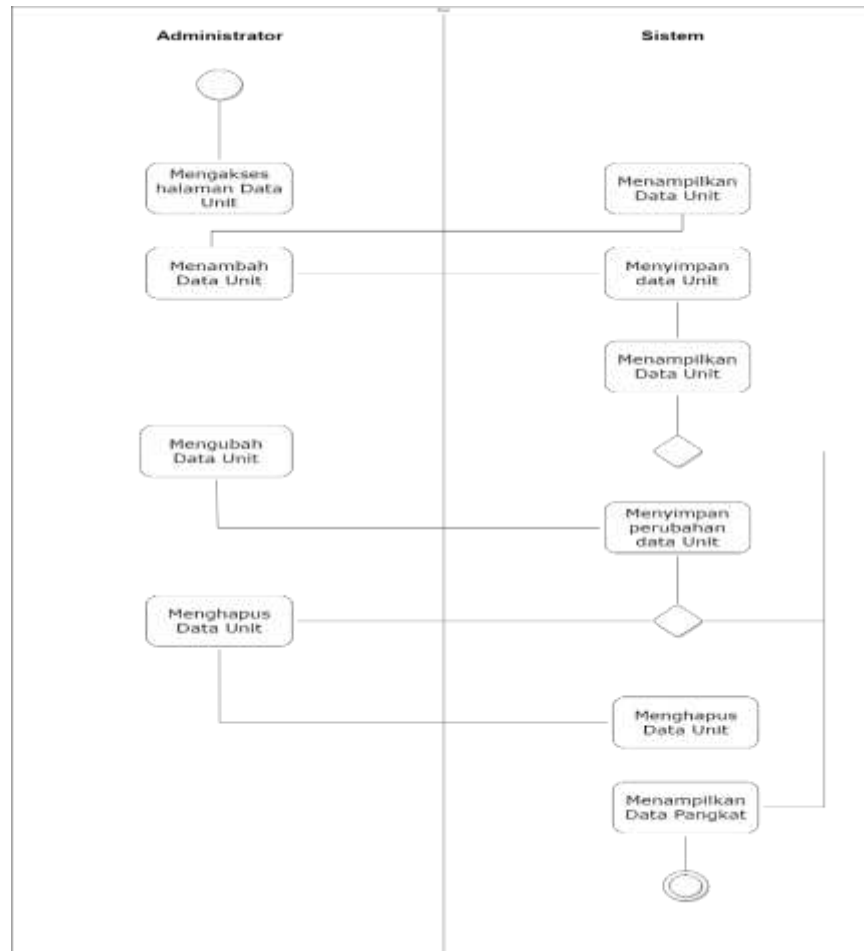 Administrator
Sistem
Mengakses
halaman Data
Unit
Menampilkan
Data Unit
Menambah
Data Unit
Menyimpan
data Unit
Menampilkan
Data Unit
Mengubah
Data Unit
Menyimpan
perubahan
data Unit
Menghapus
Data Unit
Menghapus
Data Unit
Menampilkan
Data Pangkat